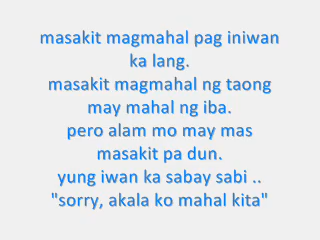 masakit magmahal pag iniwan
ka lang.
masakit magmahal ng taong
may mahal ng iba.
pero alam mo may mas
masakit pa dun.
yung iwan ka sabay sabi ..
"sorry, akala ko mahal kita"